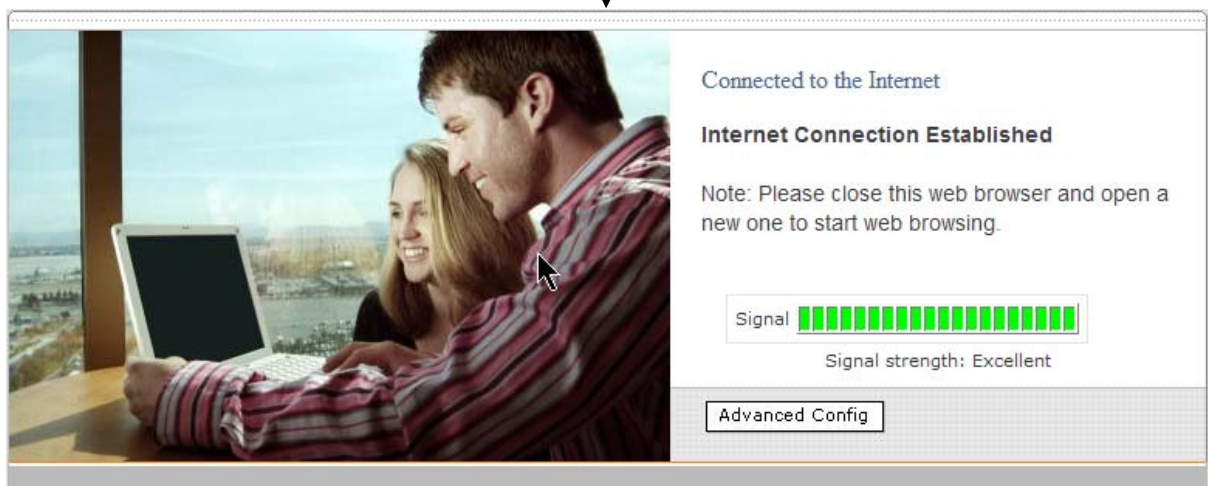 Connected to the Internet
Internet Connection Established
Note: Please close this web browser and open a
new one to start web browsing.
Signal
Signal strength: Excellent
Advanced Config